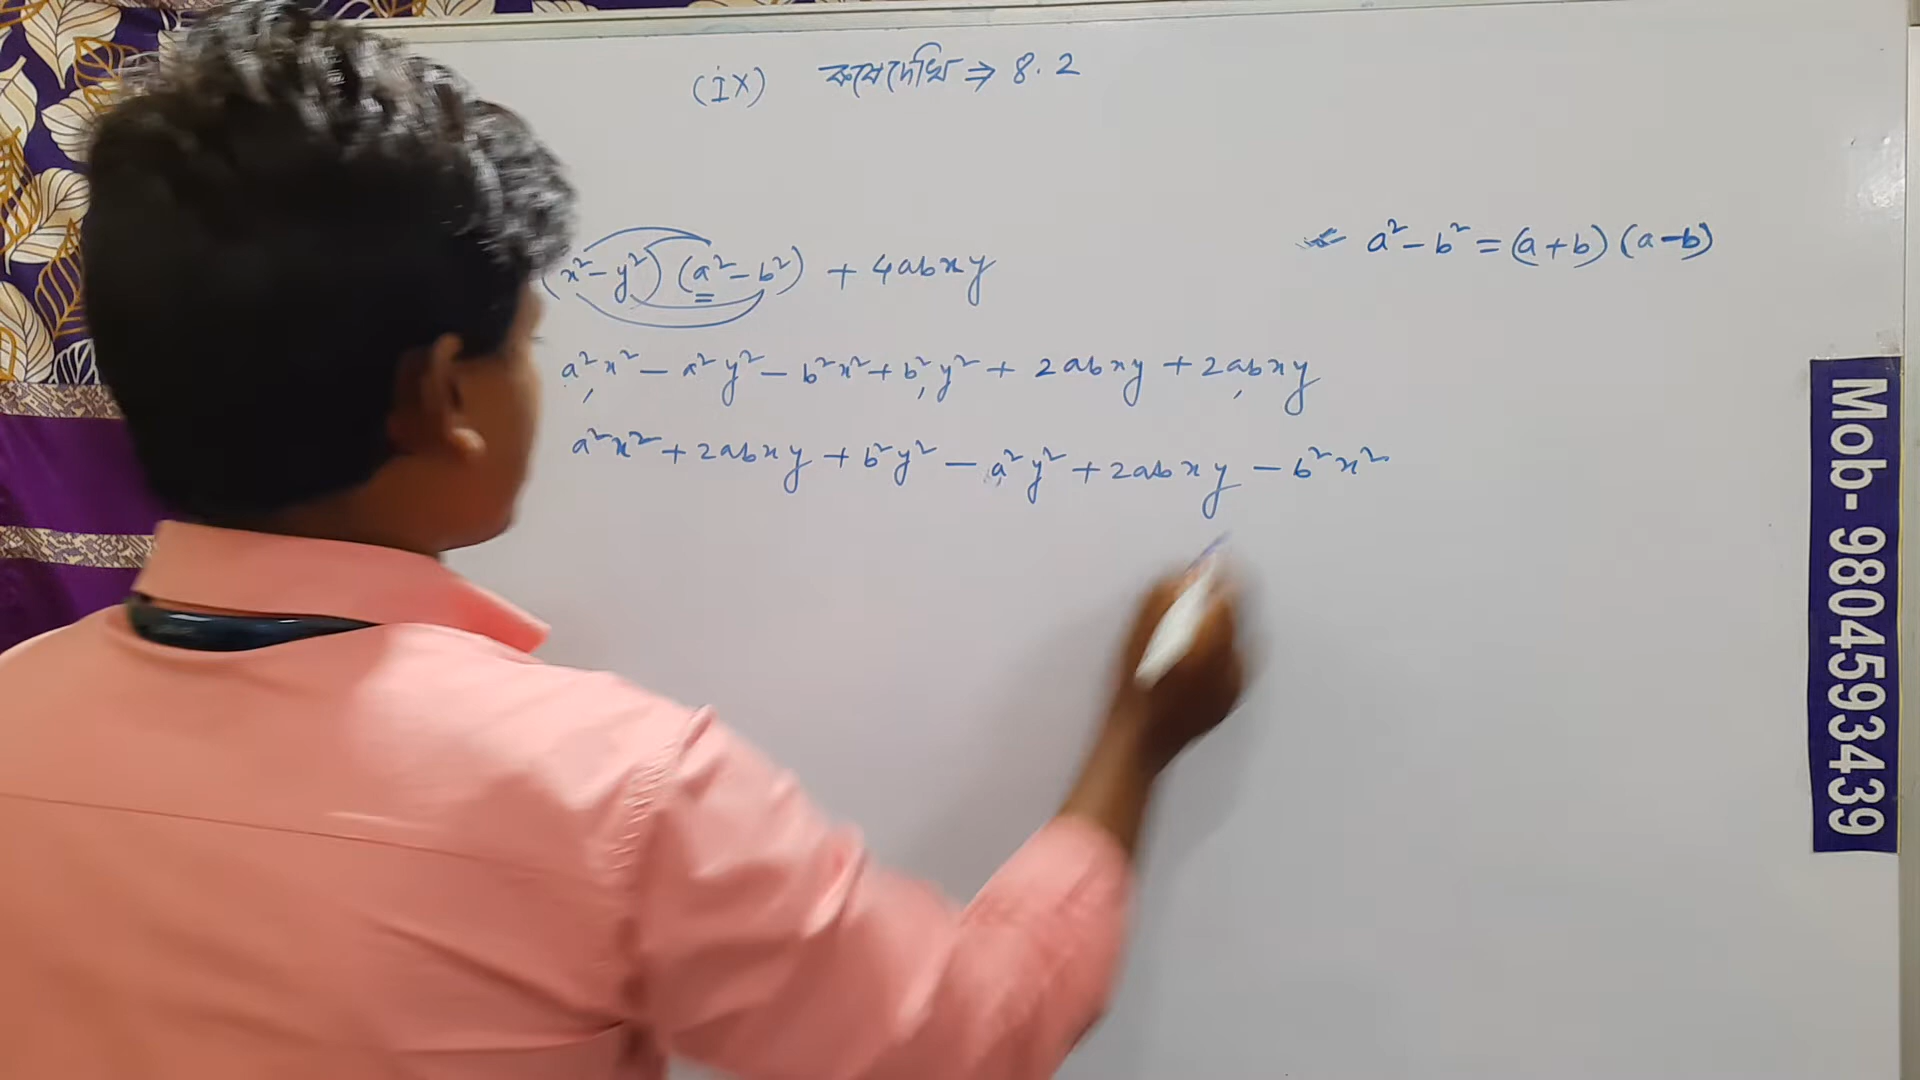 (IX) কষে দেখি ⇒ 8.2
a² - b² = (a+b) (a-b)
(x² - y²) (a² - b²) + 4abxy
a²x² - a²y² - b²x² + b²y² + 2abxy + 2abxy
a²x² + 2abxy + b²y² - a²y² + 2abxy - b²x²
Mob- 9804593439